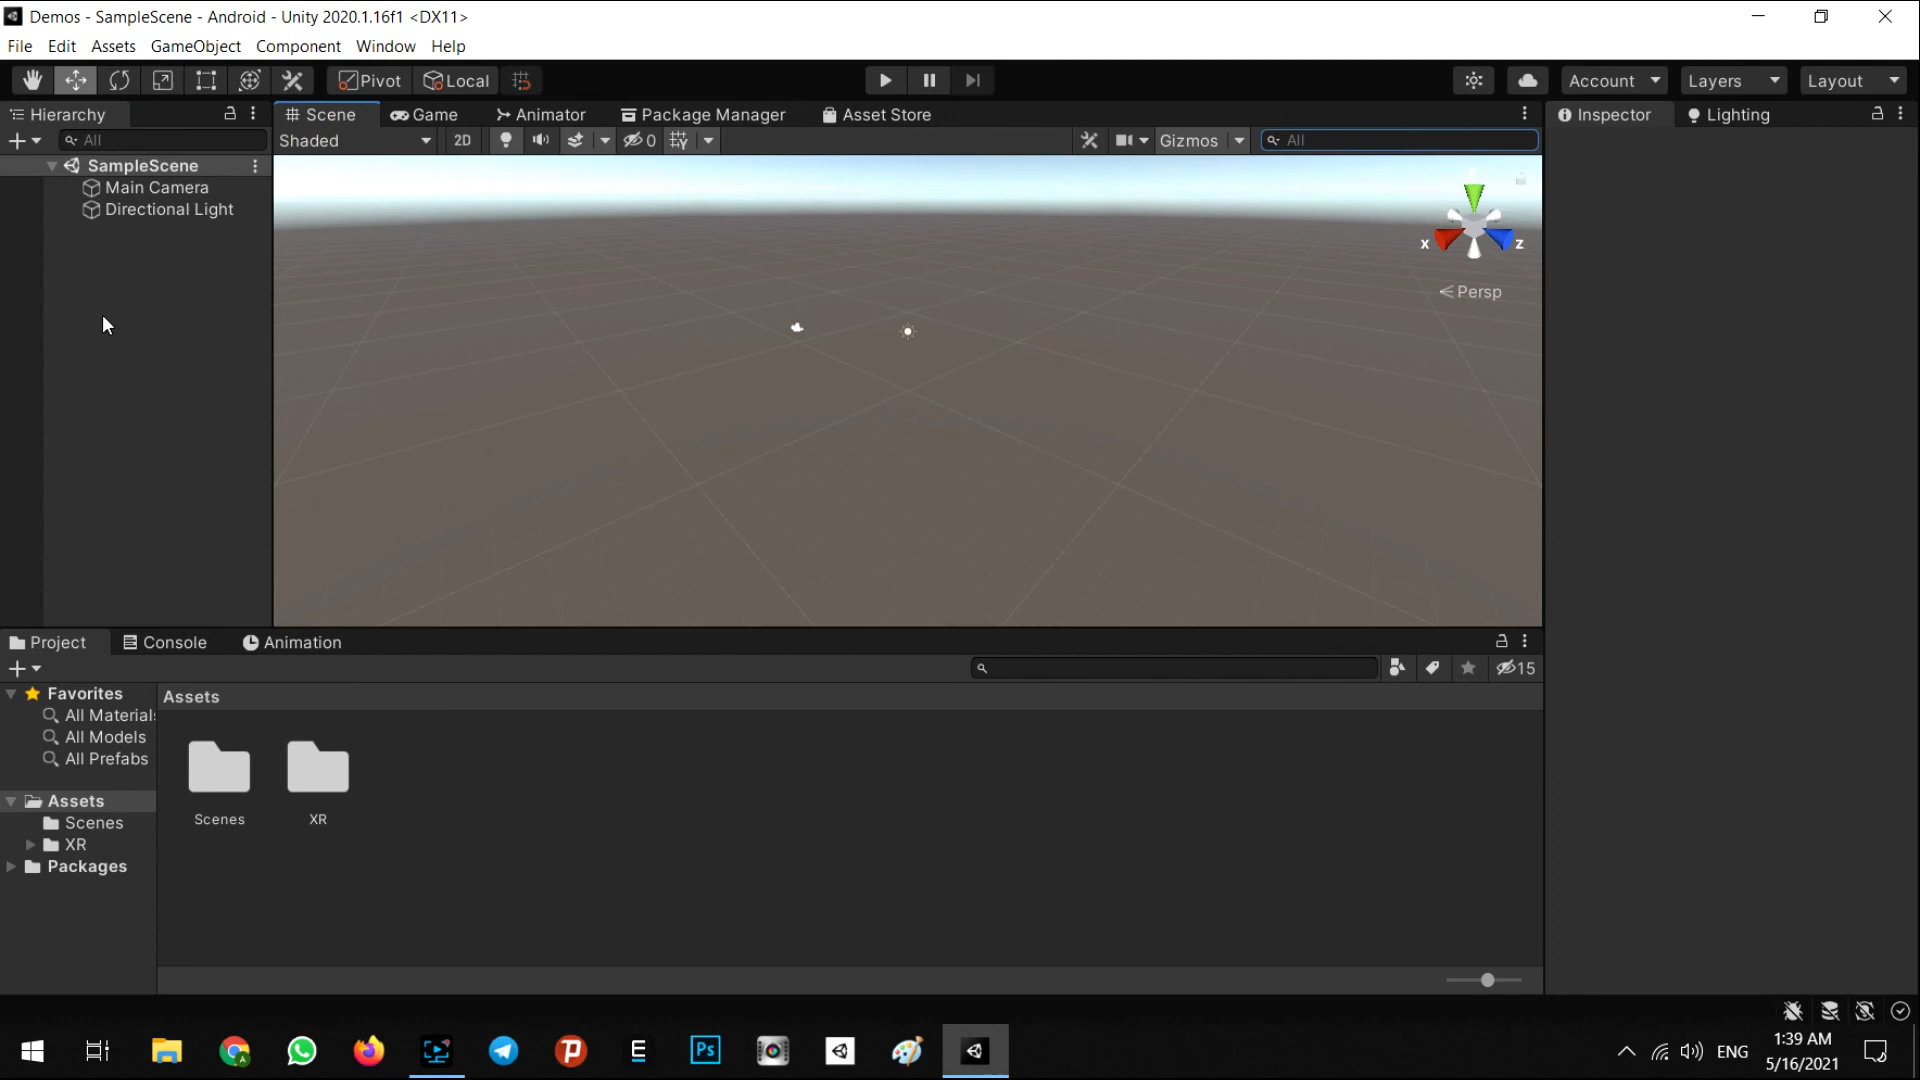 Demos - SampleScene - Android - Unity 2020.1.16f1 <DX11>
File Edit Assets GameObject Component Window Help
Pivot Local Account Layers Layout
Hierarchy Scene Game Animator Package Manager Asset Store Inspector Lighting
All Shaded 2D 0 Gizmos All
SampleScene
Main Camera
Directional Light
x z
Persp
Project Console Animation
15
Favorites
Assets
All Materials
All Models
All Prefabs
Assets
Scenes
XR
Packages
Scenes XR
A Ps ENG
1:39 AM
5/16/2021